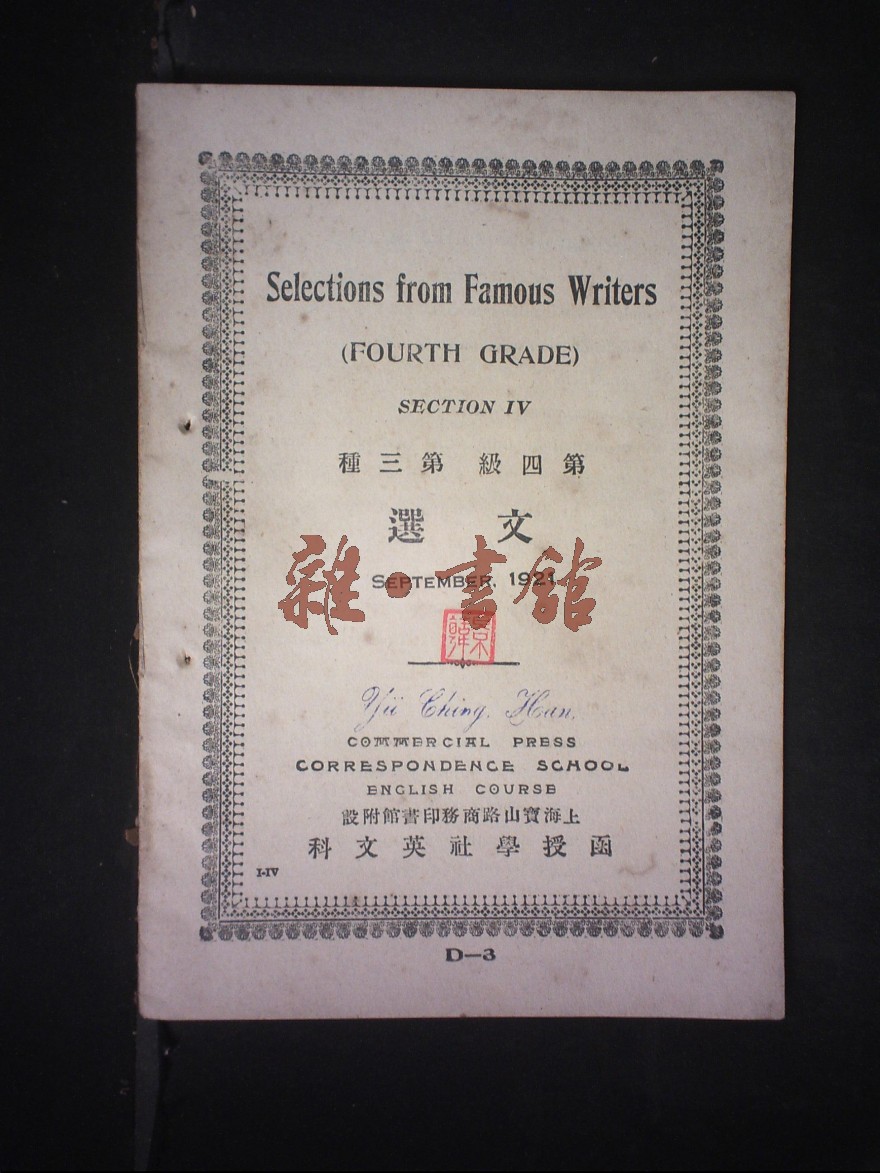 Selections from Famous Writers
(FOURTH GRADE)
SECTION IV
第四級 第三種
文選
SEPTEMBER, 1921
雜·書舘
Yü Ching Han.
COMMERCIAL PRESS
CORRESPONDENCE SCHOOL
ENGLISH COURSE
上海寶山路商務印書館附設
函授學社英文科
I-IV
D—3